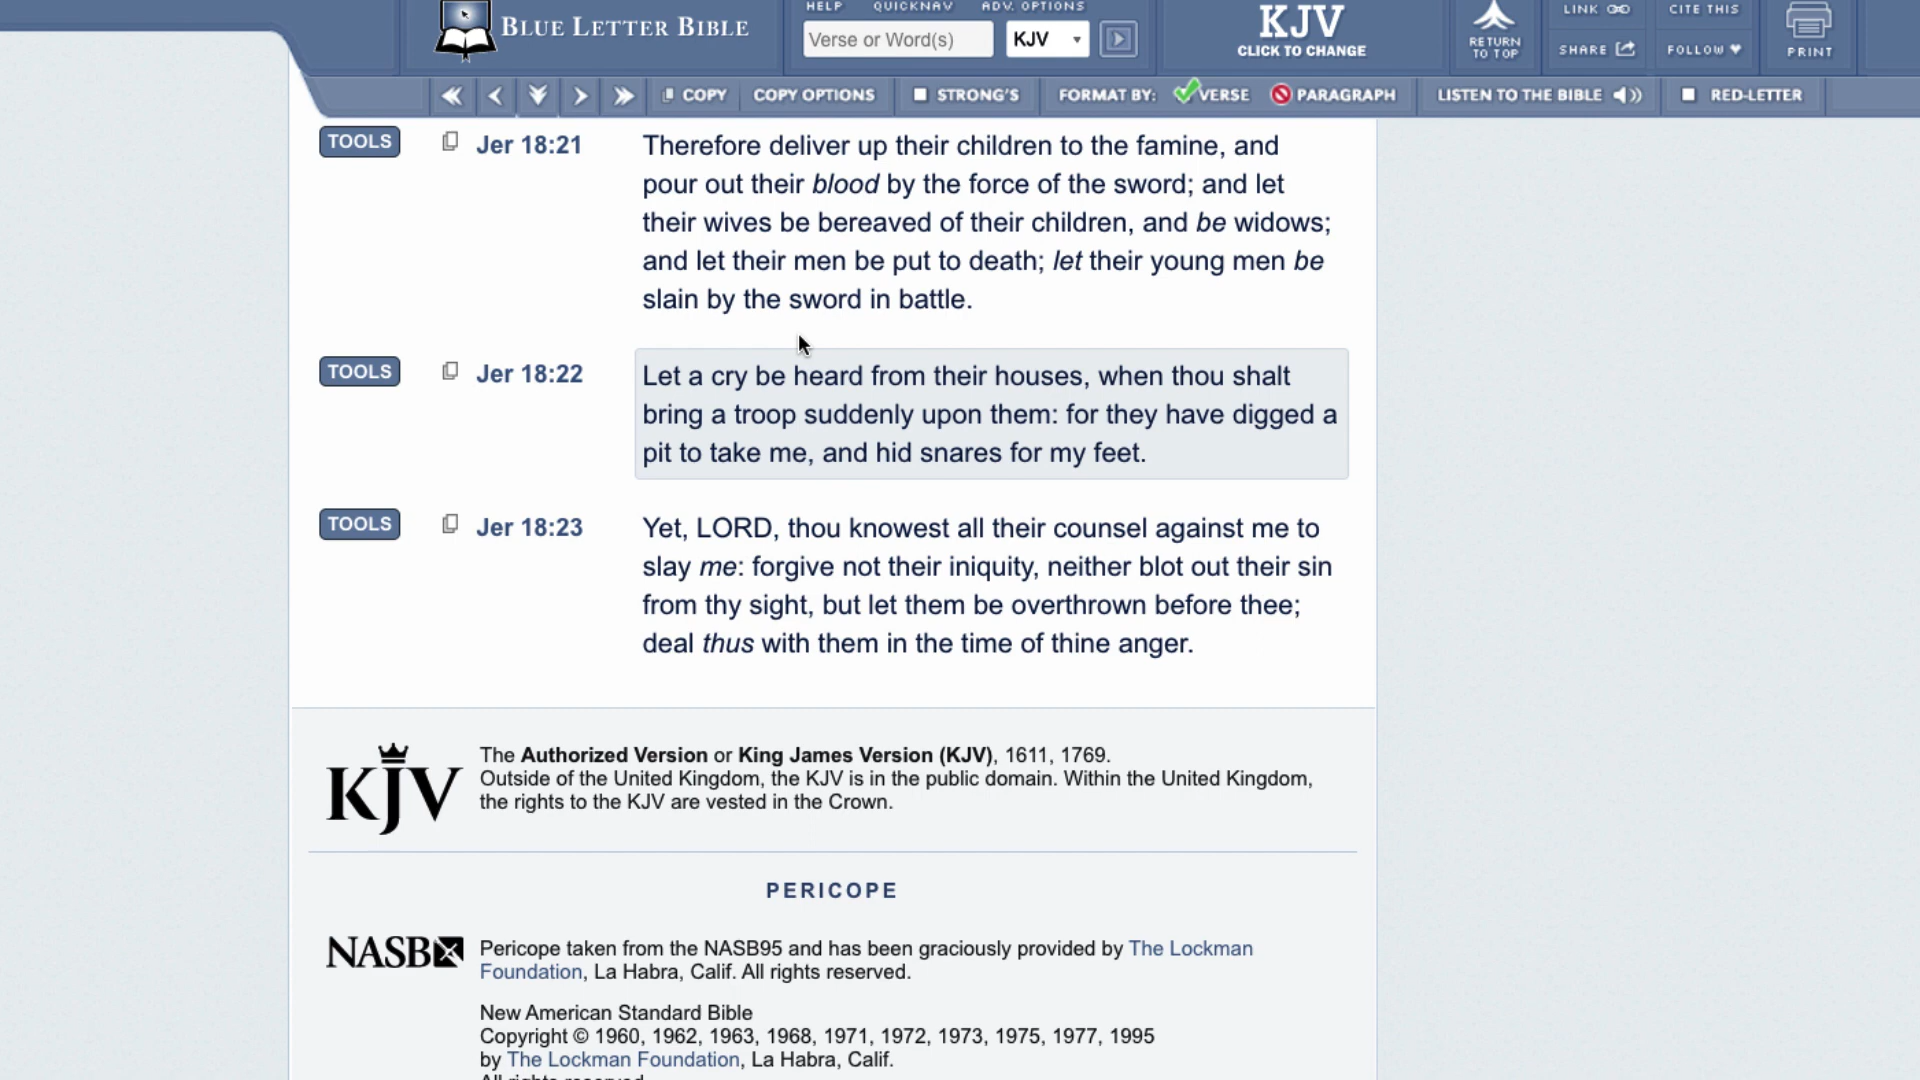 HELP QUICKNAV ADV. OPTIONS
BLUE LETTER BIBLE
Verse or Word(s)
KJV
KJV
CLICK TO CHANGE
RETURN
TO TOP
LINK
CITE THIS
SHARE
FOLLOW
PRINT
COPY
COPY OPTIONS
STRONG'S
FORMAT BY:
VERSE
PARAGRAPH
LISTEN TO THE BIBLE
RED-LETTER
TOOLS
Jer 18:21
Therefore deliver up their children to the famine, and
pour out their blood by the force of the sword; and let
their wives be bereaved of their children, and be widows;
and let their men be put to death; let their young men be
slain by the sword in battle.
TOOLS
Jer 18:22
Let a cry be heard from their houses, when thou shalt
bring a troop suddenly upon them: for they have digged a
pit to take me, and hid snares for my feet.
TOOLS
Jer 18:23
Yet, LORD, thou knowest all their counsel against me to
slay me: forgive not their iniquity, neither blot out their sin
from thy sight, but let them be overthrown before thee;
deal thus with them in the time of thine anger.
KJV
The Authorized Version or King James Version (KJV), 1611, 1769.
Outside of the United Kingdom, the KJV is in the public domain. Within the United Kingdom,
the rights to the KJV are vested in the Crown.
PERICOPE
NASB
Pericope taken from the NASB95 and has been graciously provided by The Lockman
Foundation, La Habra, Calif. All rights reserved.
New American Standard Bible
Copyright © 1960, 1962, 1963, 1968, 1971, 1972, 1973, 1975, 1977, 1995
by The Lockman Foundation, La Habra, Calif.
All rights reserved